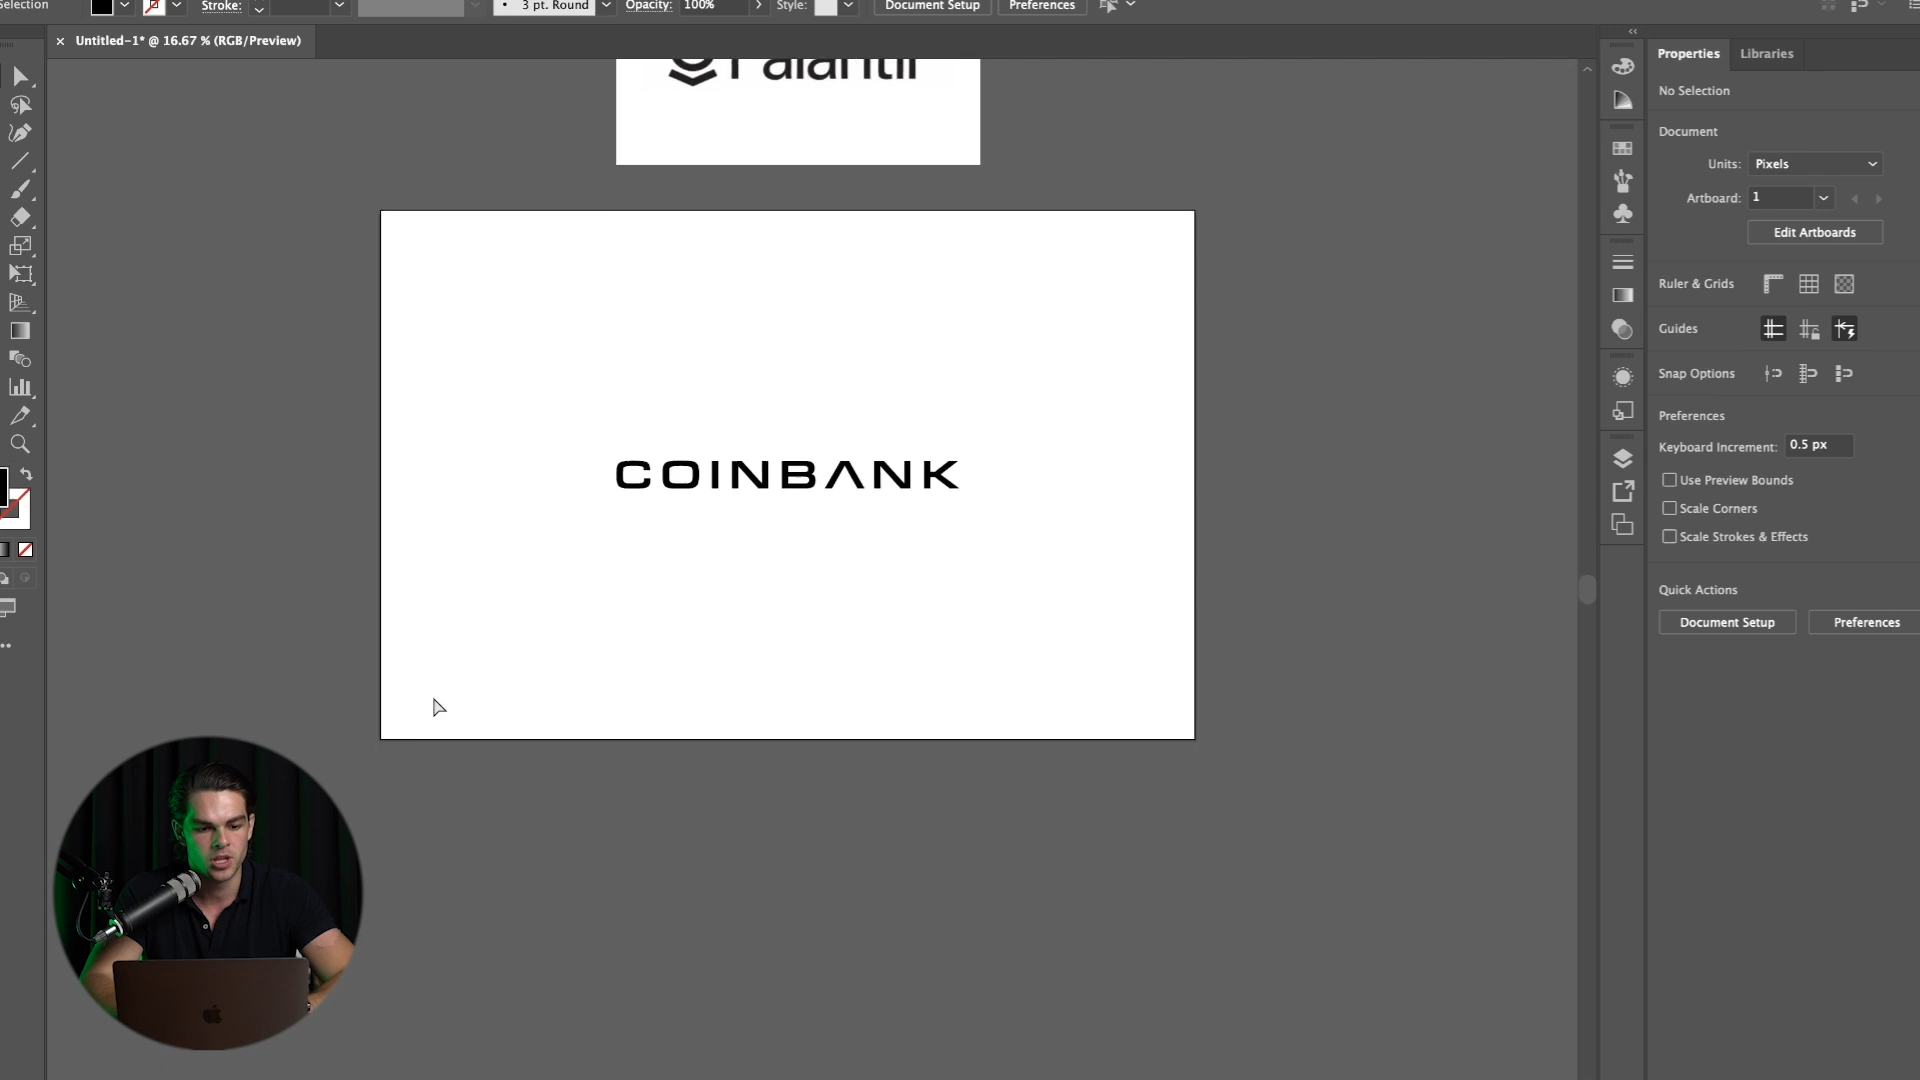 Selection
Stroke:
• 3 pt. Round
Opacity: 100%
Style:
Document Setup
Preferences
× Untitled-1* @ 16.67 % (RGB/Preview)
Palantir
COINBANK
Properties
Libraries
No Selection
Document
Units: Pixels
Artboard: 1
Edit Artboards
Ruler & Grids
Guides
Snap Options
Preferences
Keyboard Increment: 0.5 px
Use Preview Bounds
Scale Corners
Scale Strokes & Effects
Quick Actions
Document Setup
Preferences